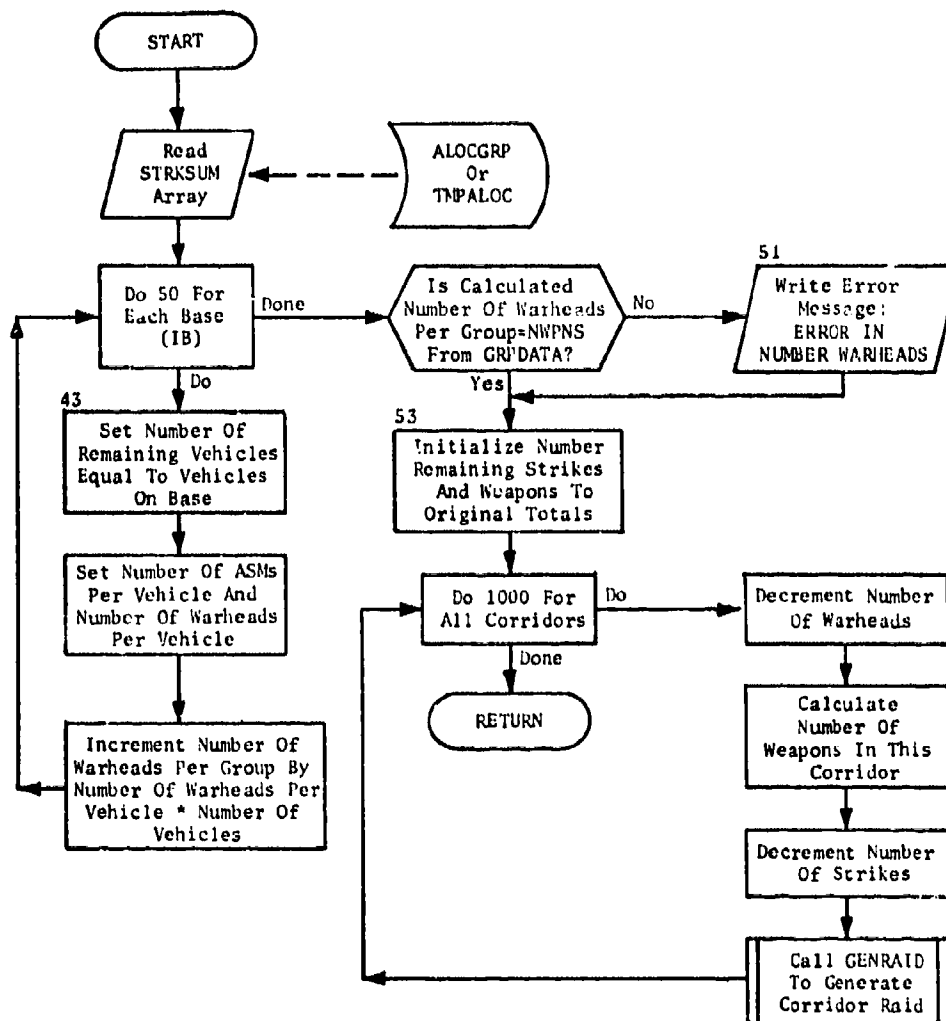 START
Read
STRKSUM
Array
ALOCGRP
Or
TMPALOC
Do 50 For
Each Base
(IB)
Done
Do
Is Calculated
Number Of Warheads
Per Group=NWPNS
From GRPDATA?
No
Yes
51
Write Error
Message:
ERROR IN
NUMBER WARHEADS
43
Set Number Of
Remaining Vehicles
Equal To Vehicles
On Base
53
Initialize Number
Remaining Strikes
And Weapons To
Original Totals
Set Number Of ASMs
Per Vehicle And
Number Of Warheads
Per Vehicle
Do 1000 For
All Corridors
Do
Done
Decrement Number
Of Warheads
RETURN
Calculate
Number Of
Weapons In This
Corridor
Increment Number Of
Warheads Per Group By
Number Of Warheads Per
Vehicle * Number Of
Vehicles
Decrement Number
Of Strikes
Call GENRAID
To Generate
Corridor Raid